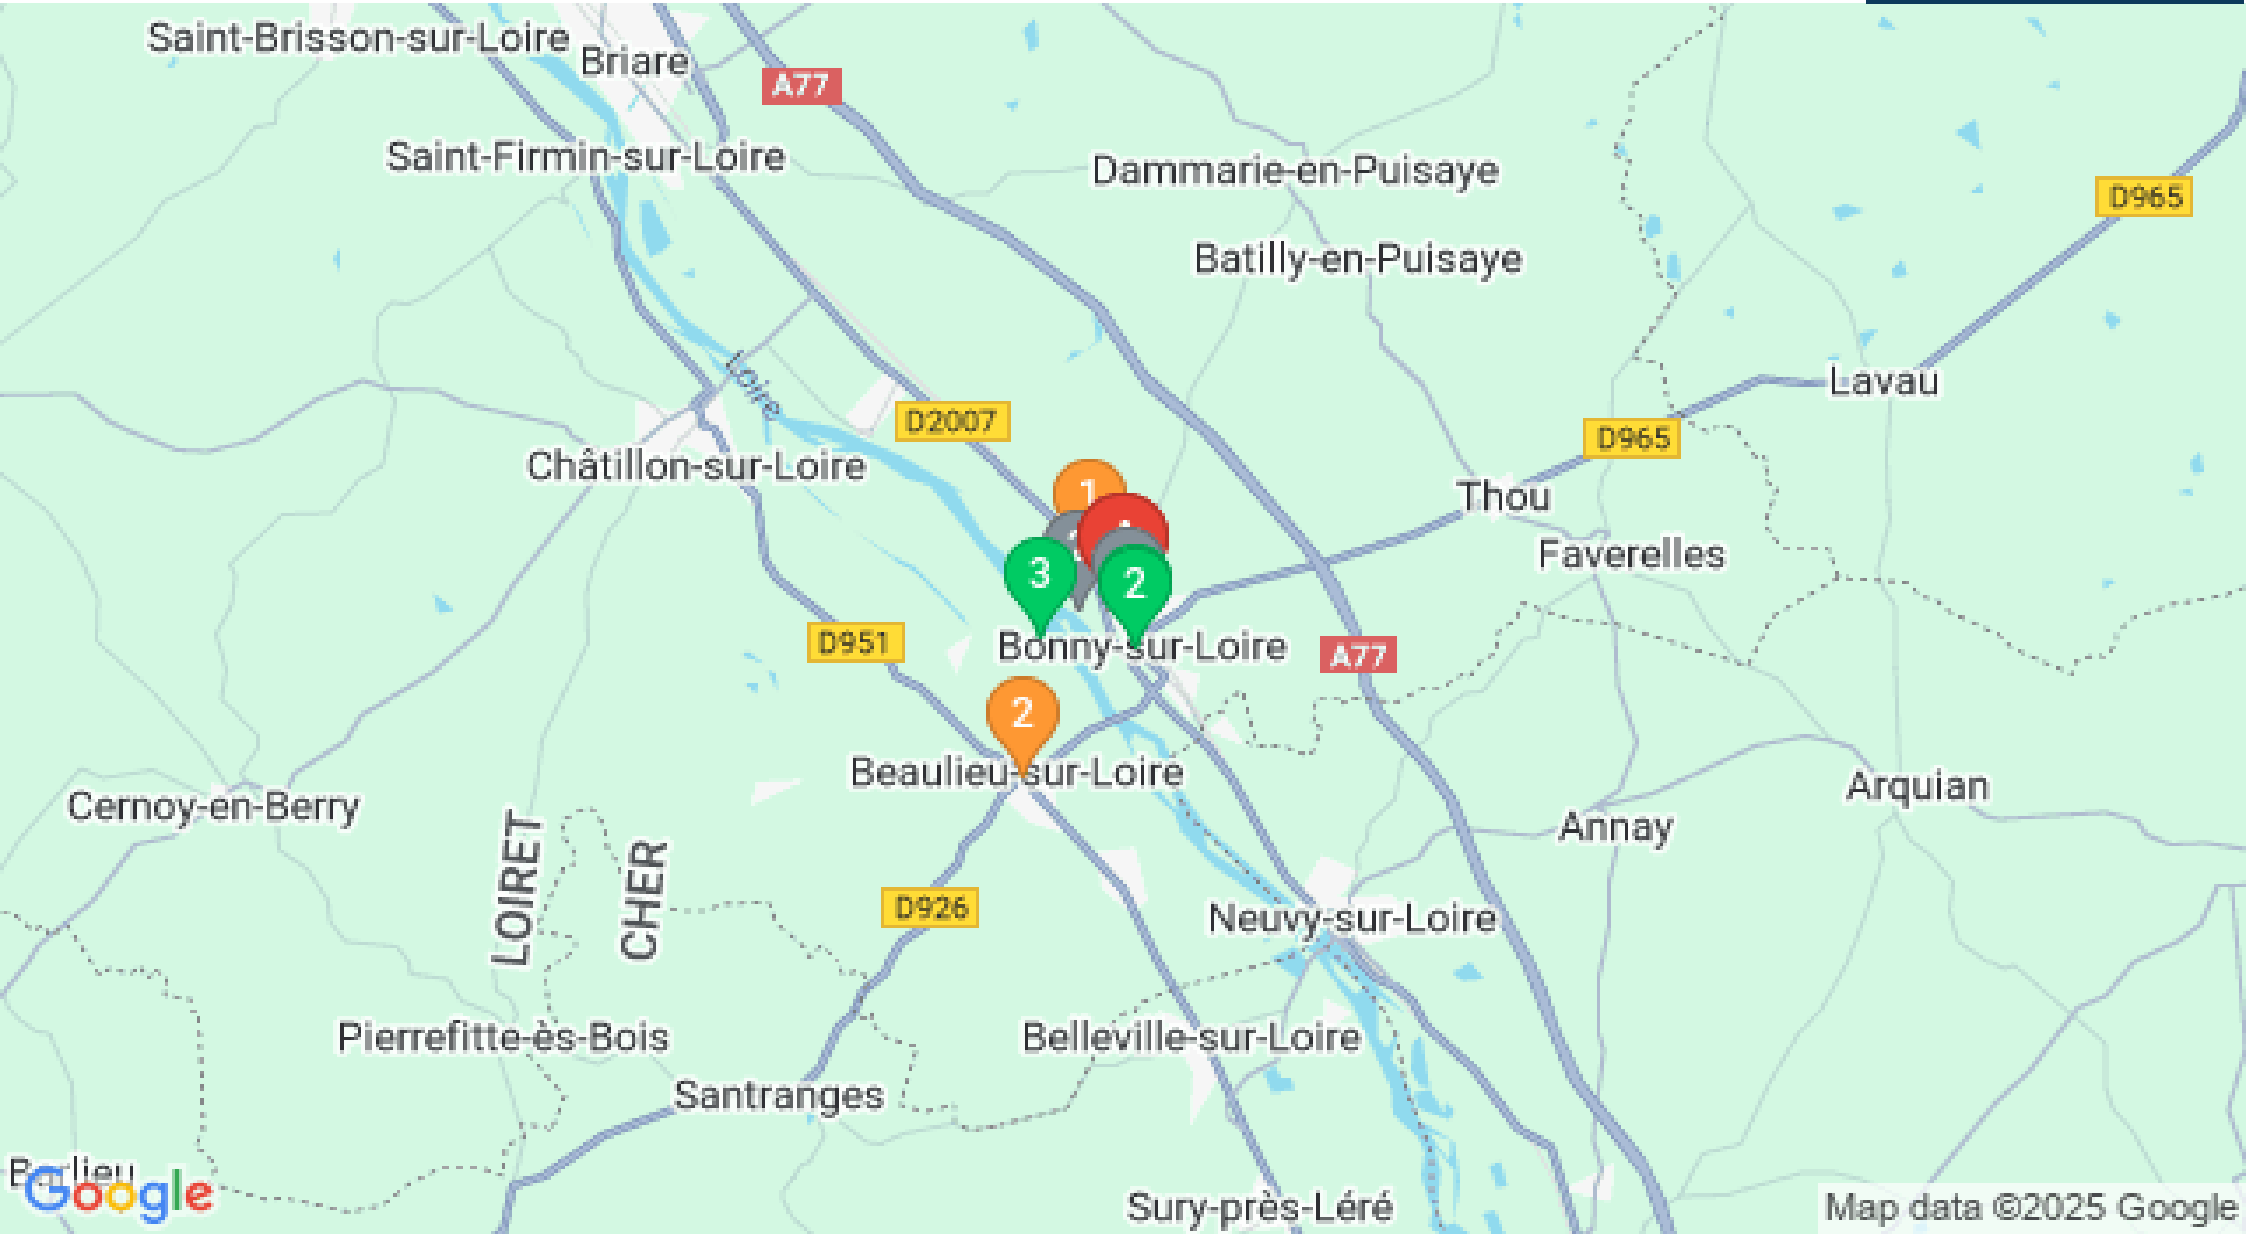 Saint-Brisson-sur-Loire
Briare
A77
Saint-Firmin-sur-Loire
Dammarie-en-Puisaye
D965
Batilly-en-Puisaye
Loire
Lavau
D2007
D965
Châtillon-sur-Loire
1
Thou
Faverelles
3
2
D951
Bonny-sur-Loire
A77
2
Beaulieu-sur-Loire
Arquian
Cernoy-en-Berry
Annay
LOIRET
CHER
D926
Neuvy-sur-Loire
Pierrefitte-ès-Bois
Belleville-sur-Loire
Santranges
Google
Sury-près-Léré
Map data ©2025 Google